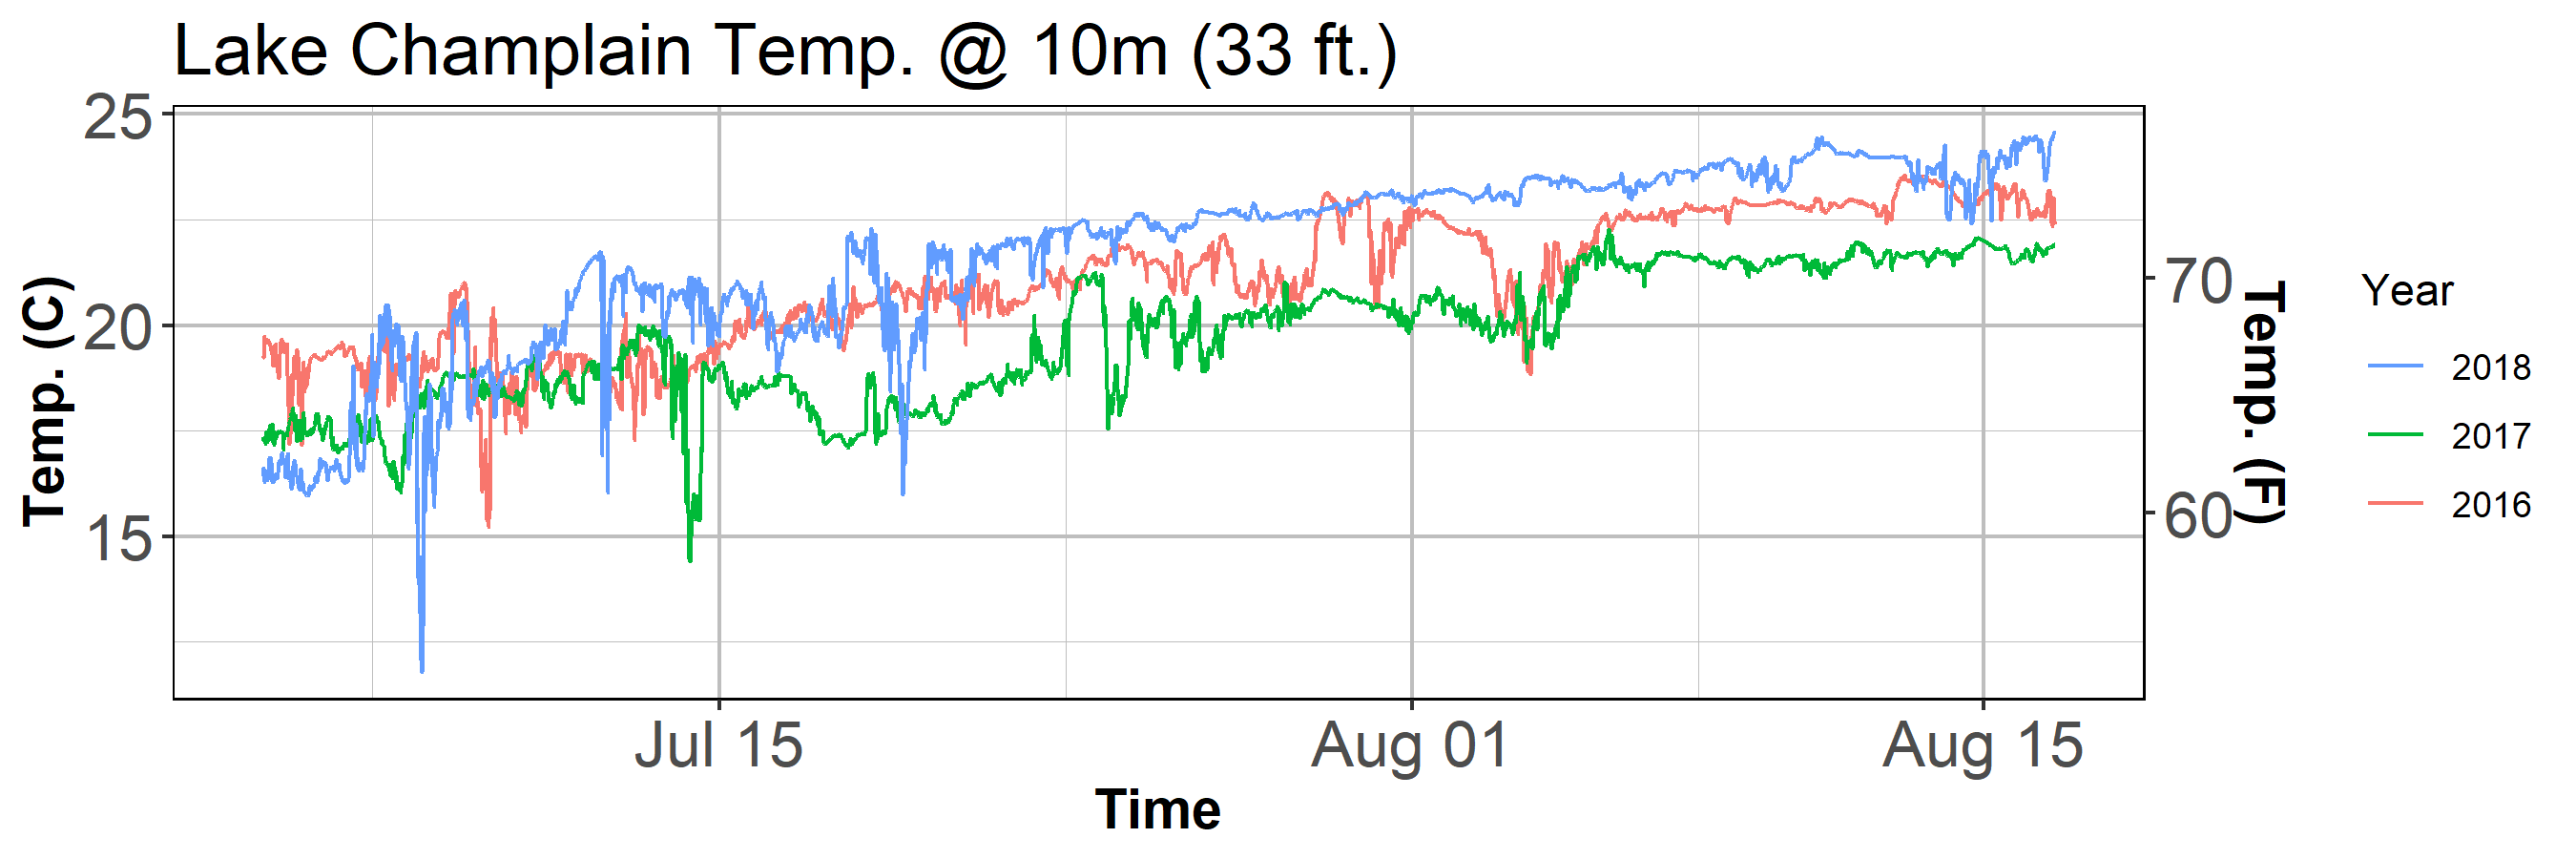 Lake Champlain Temp. @ 10m (33 ft.)
25
20
15
Temp. (C)
70
60
Temp. (F)
Jul 15
Aug 01
Aug 15
Time
Year
2018
2017
2016